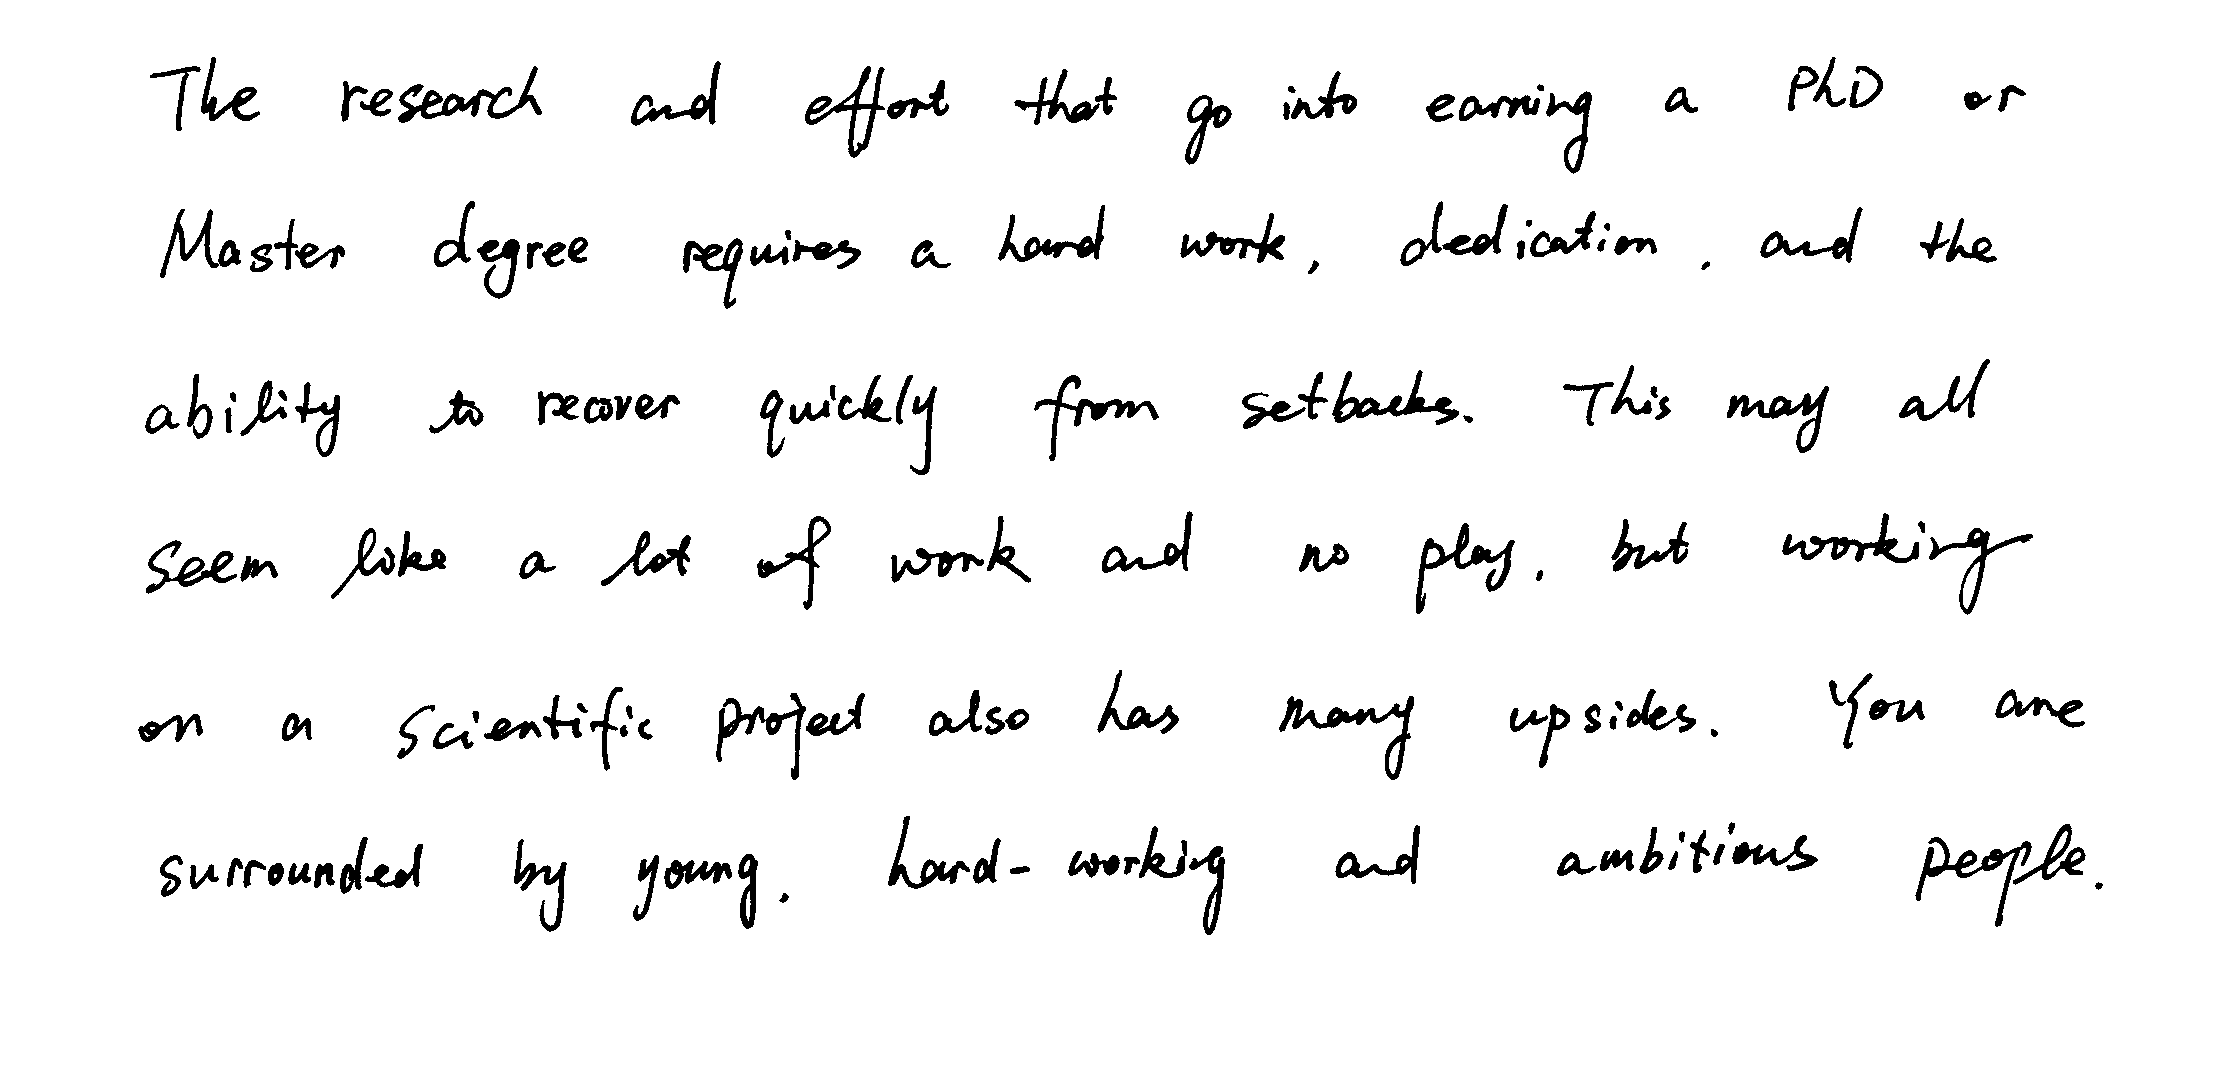 The research and effort that go into earning a PhD or
Master degree requires a hard work, dedication, and the
ability to recover quickly from setbacks. This may all
seem like a lot of work and no play, but working
on a scientific project also has many upsides. You are
surrounded by young, hard-working and ambitious people.